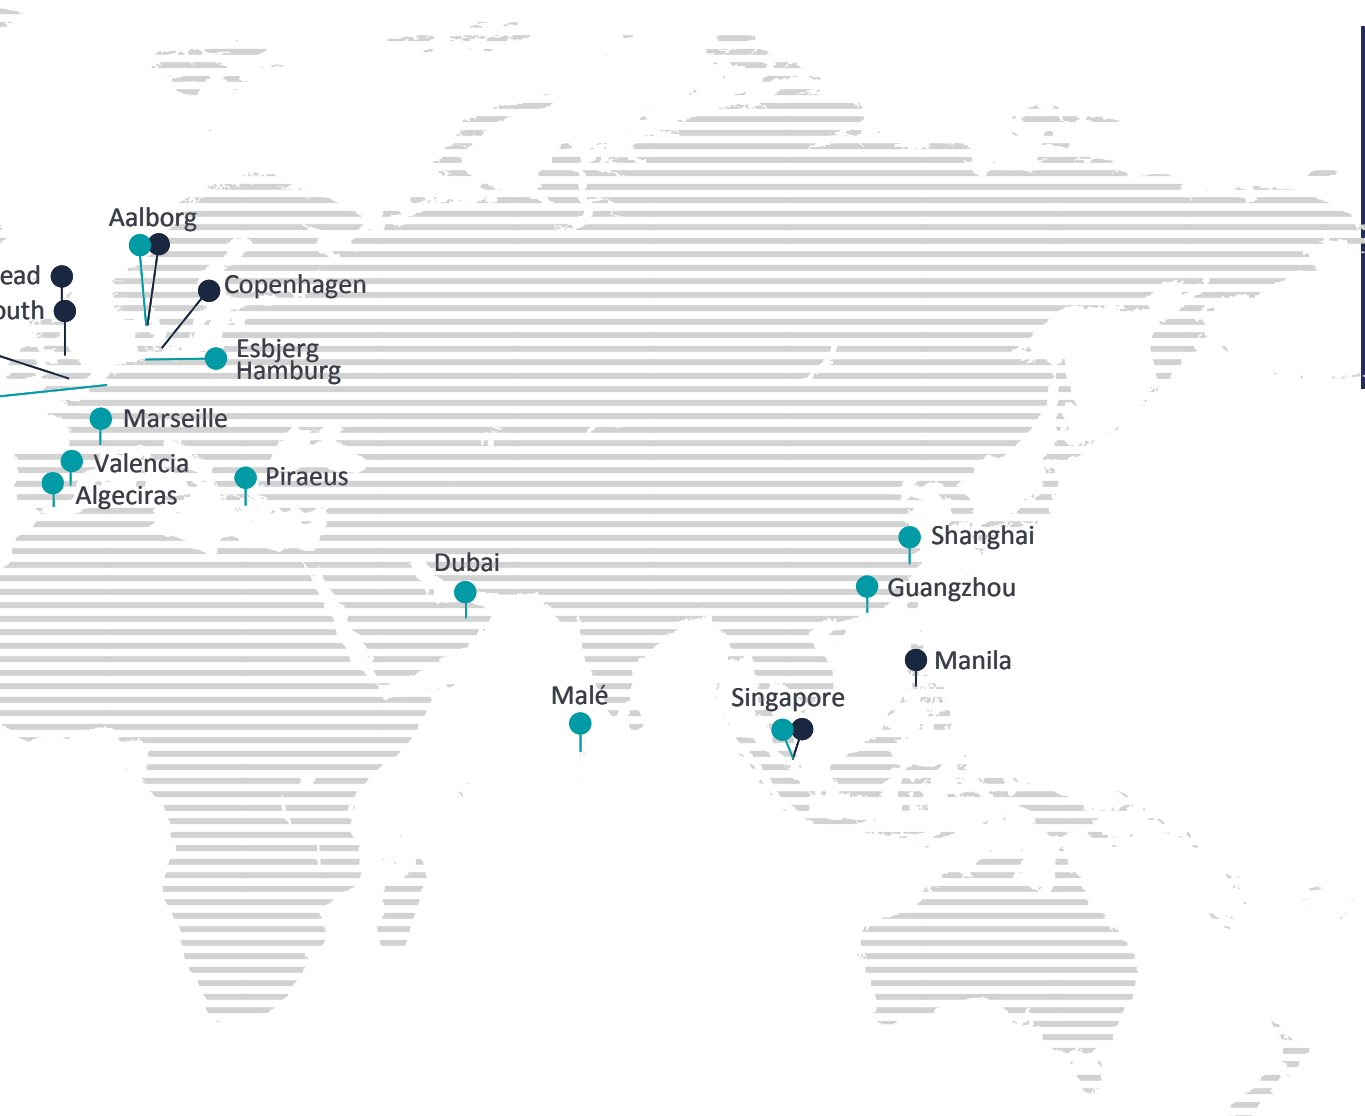 Aalborg
ead
Copenhagen
outh
Esbjerg
Hamburg
Marseille
Valencia
Piraeus
Algeciras
Shanghai
Dubai
Guangzhou
Manila
Malé
Singapore